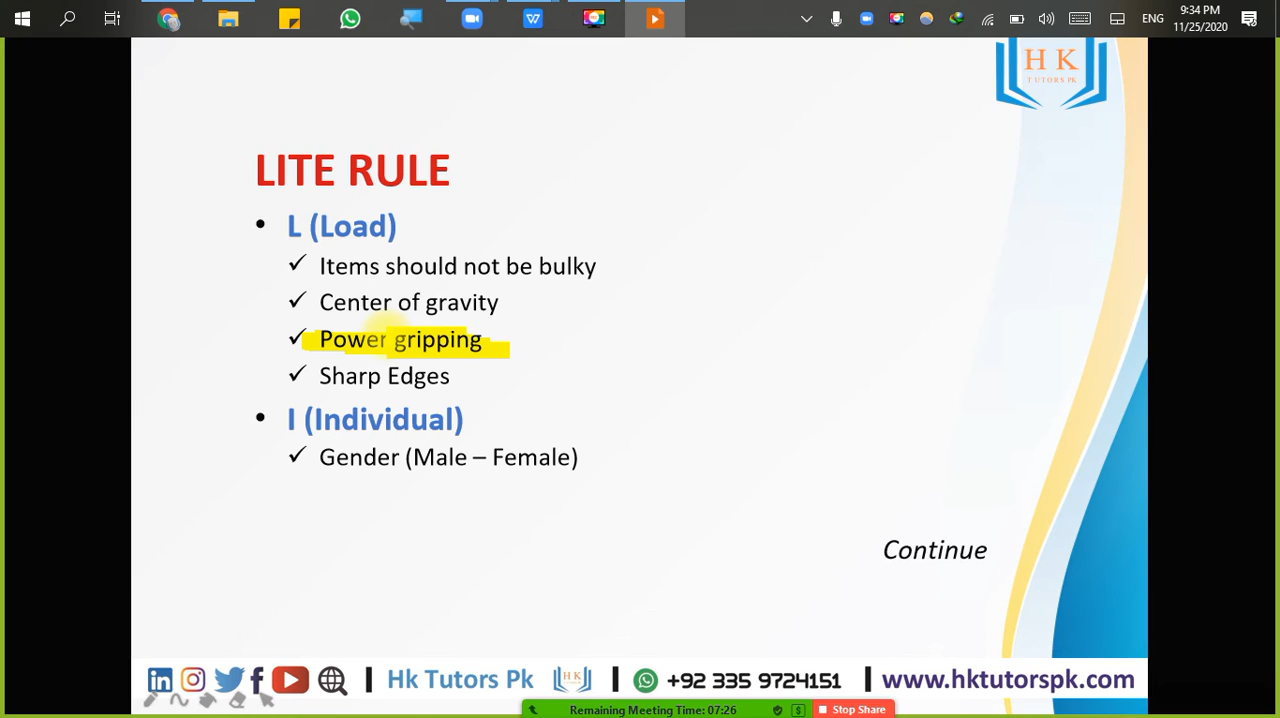 9:34 PM
ENG
11/25/2020
H K
TUTORS PK
LITE RULE
• L (Load)
✓ Items should not be bulky
✓ Center of gravity
✓ Power gripping
✓ Sharp Edges
• I (Individual)
✓ Gender (Male – Female)
Continue
Hk Tutors Pk | +92 335 9724151 | www.hktutorspk.com
Remaining Meeting Time: 07:26 Stop Share